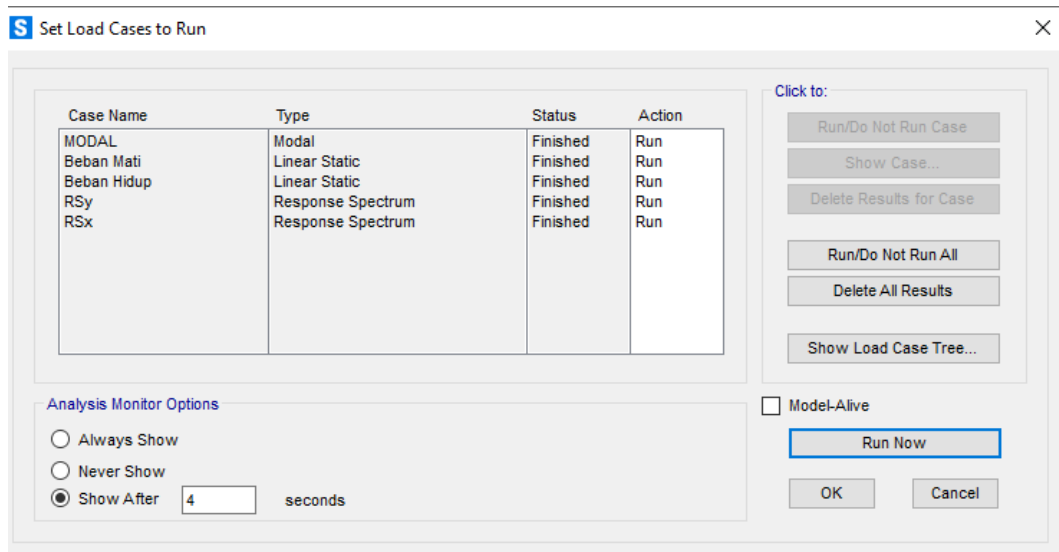 S Set Load Cases to Run
Click to:
Case Name Type Status Action
MODAL Modal Finished Run
Beban Mati Linear Static Finished Run
Beban Hidup Linear Static Finished Run
RSy Response Spectrum Finished Run
RSx Response Spectrum Finished Run
Run/Do Not Run Case
Show Case...
Delete Results for Case
Run/Do Not Run All
Delete All Results
Show Load Case Tree...
Analysis Monitor Options
Always Show
Never Show
Show After 4 seconds
Model-Alive
Run Now
OK Cancel